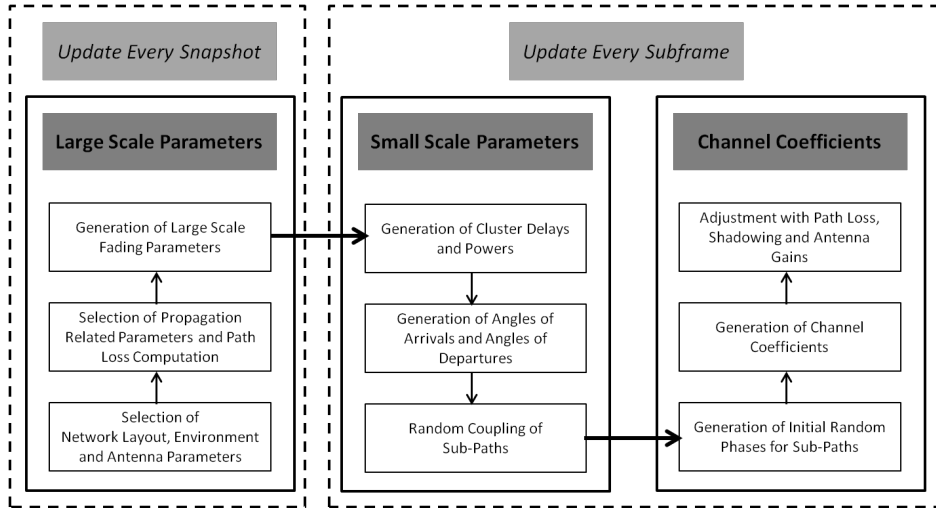 Update Every Snapshot
Update Every Subframe
Large Scale Parameters
Generation of Large Scale
Fading Parameters
Selection of Propagation
Related Parameters and Path
Loss Computation
Selection of
Network Layout, Environment
and Antenna Parameters
Small Scale Parameters
Generation of Cluster Delays
and Powers
Generation of Angles of
Arrivals and Angles of
Departures
Random Coupling of
Sub-Paths
Channel Coefficients
Adjustment with Path Loss,
Shadowing and Antenna
Gains
Generation of Channel
Coefficients
Generation of Initial Random
Phases for Sub-Paths